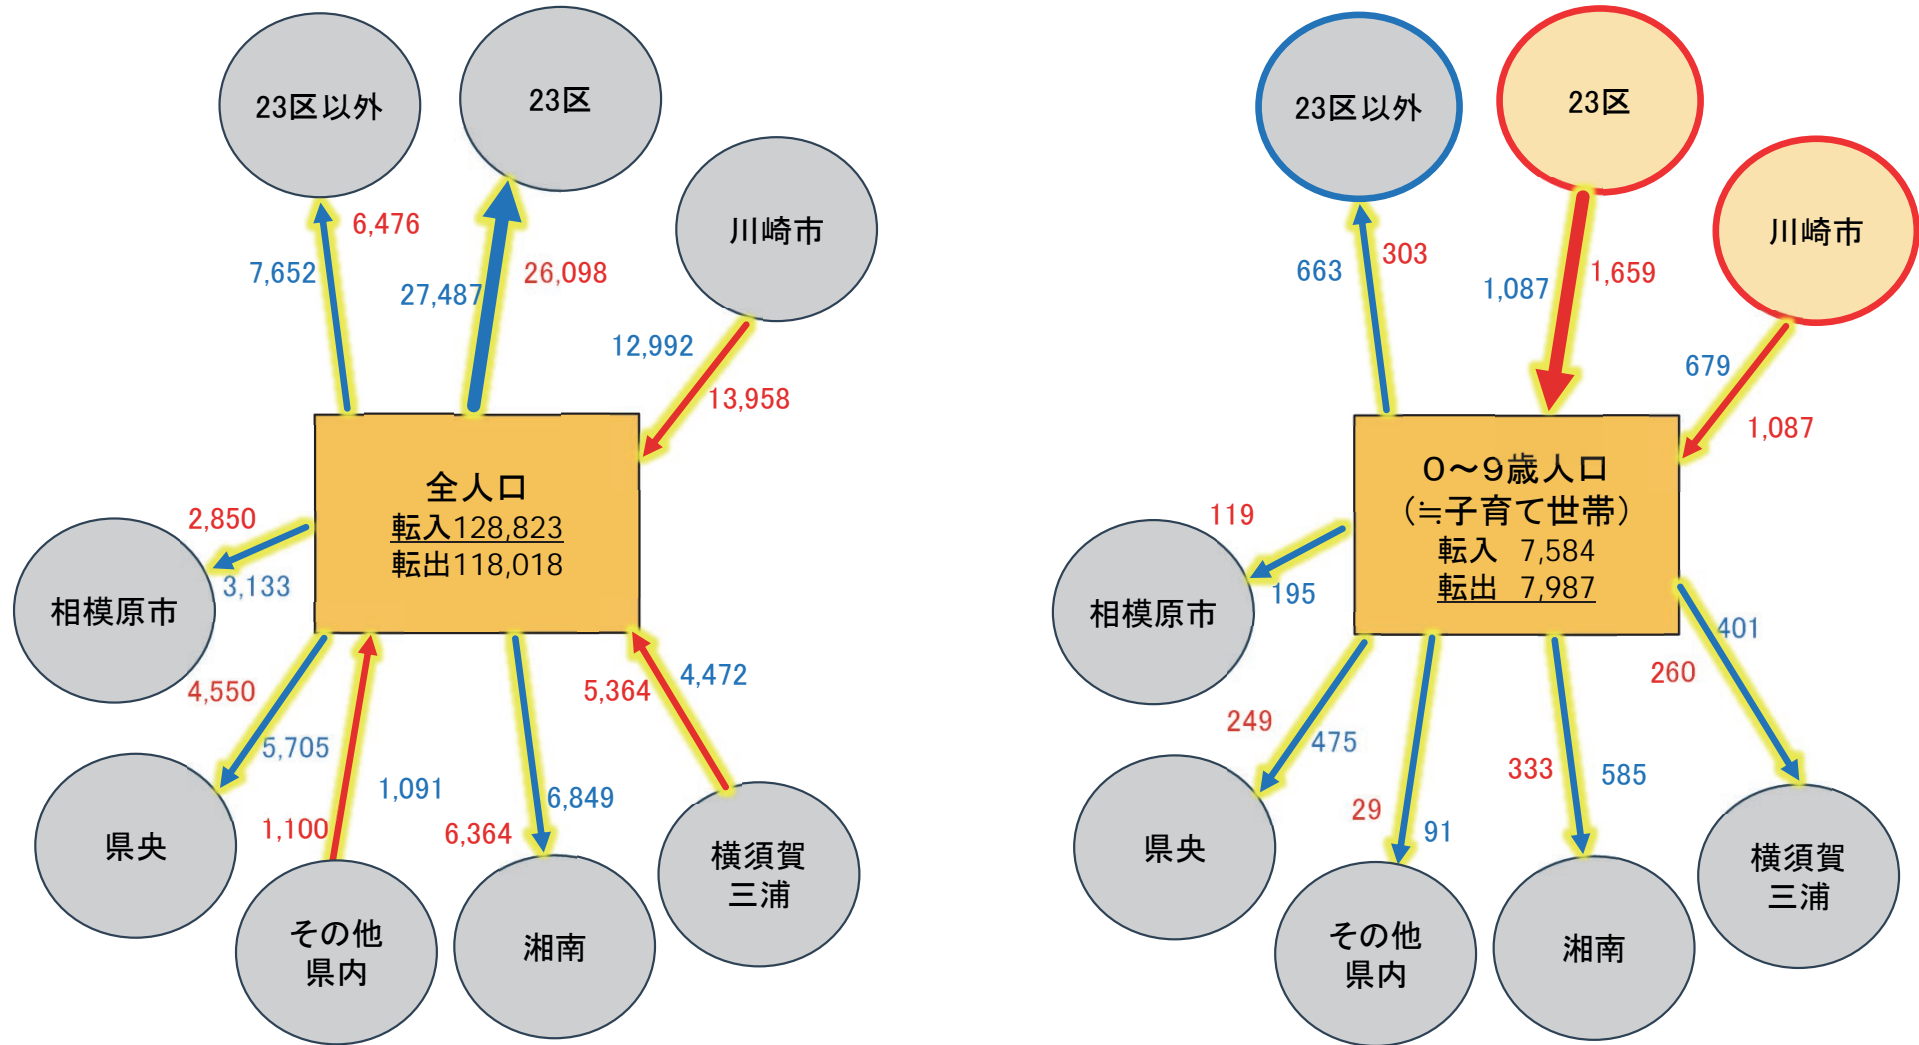 23区以外
23区
川崎市
6,476
7,652
27,487
26,098
12,992
13,958
全人口
転入128,823
転出118,018
2,850
3,133
相模原市
4,550
5,705
県央
1,091
1,100
その他
県内
6,849
6,364
湘南
5,364
4,472
横須賀
三浦
23区以外
23区
川崎市
663
303
1,087
1,659
679
1,087
0～9歳人口
(≒子育て世帯)
転入 7,584
転出 7,987
119
195
相模原市
249
475
県央
29
91
その他
県内
333
585
湘南
401
260
横須賀
三浦